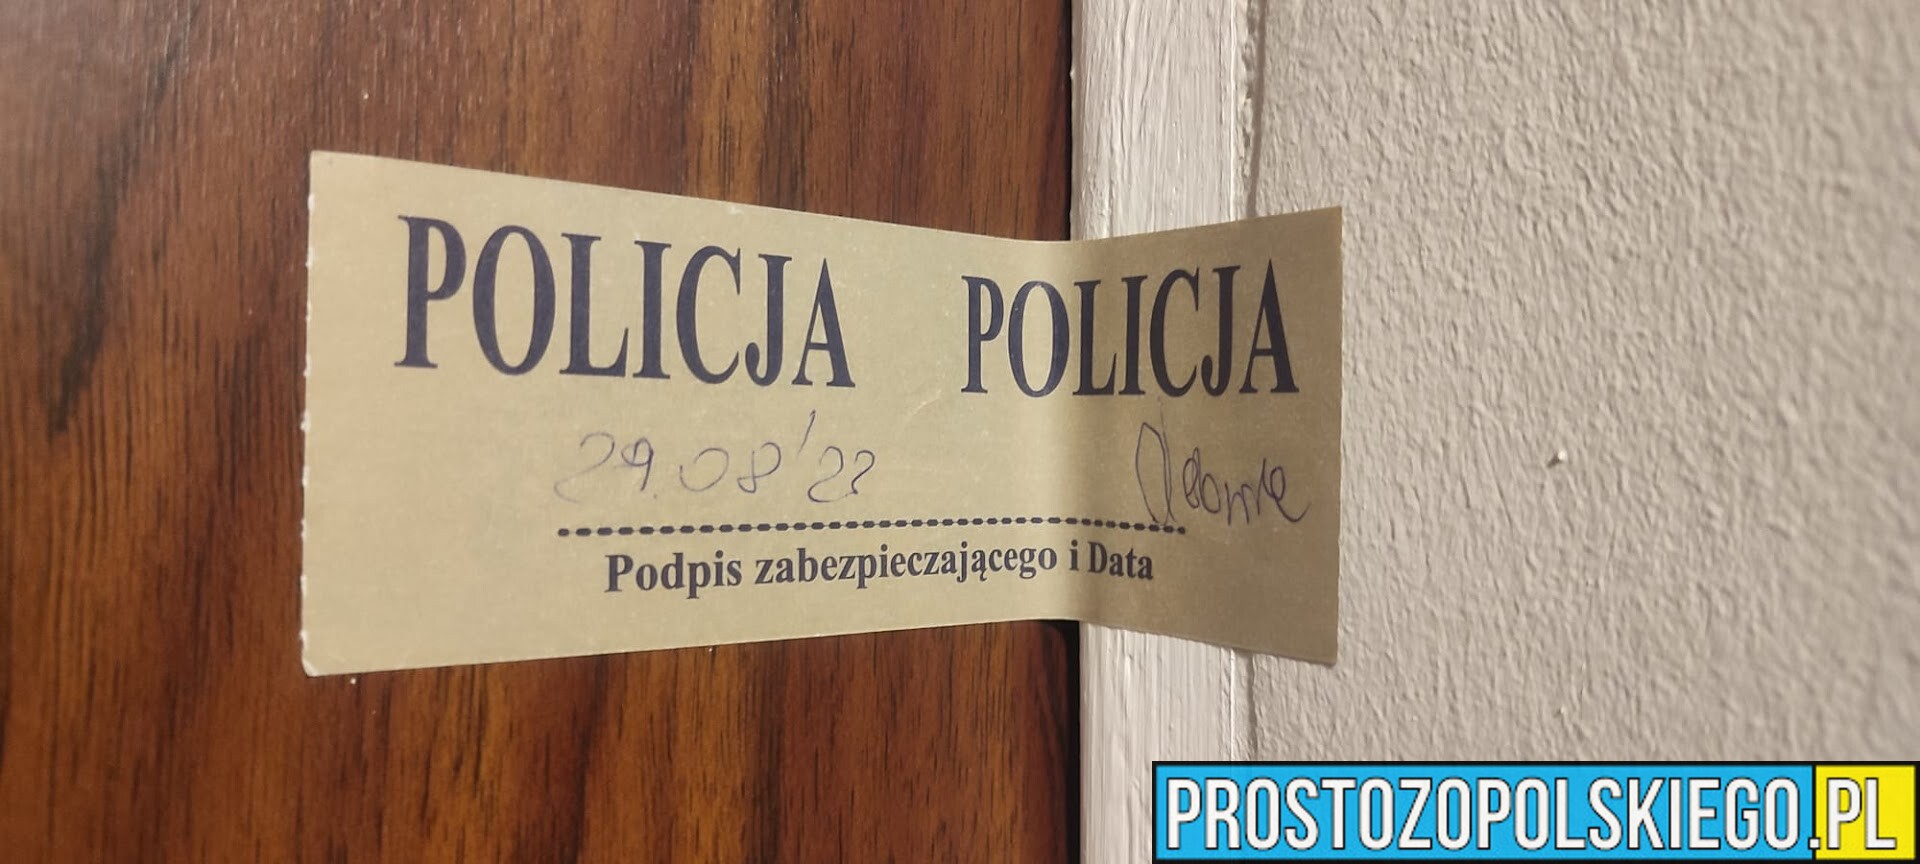 POLICJA POLICJA
29.08'22
Podpis zabezpieczającego i Data
PROSTOZOPOLSKIEGO.PL